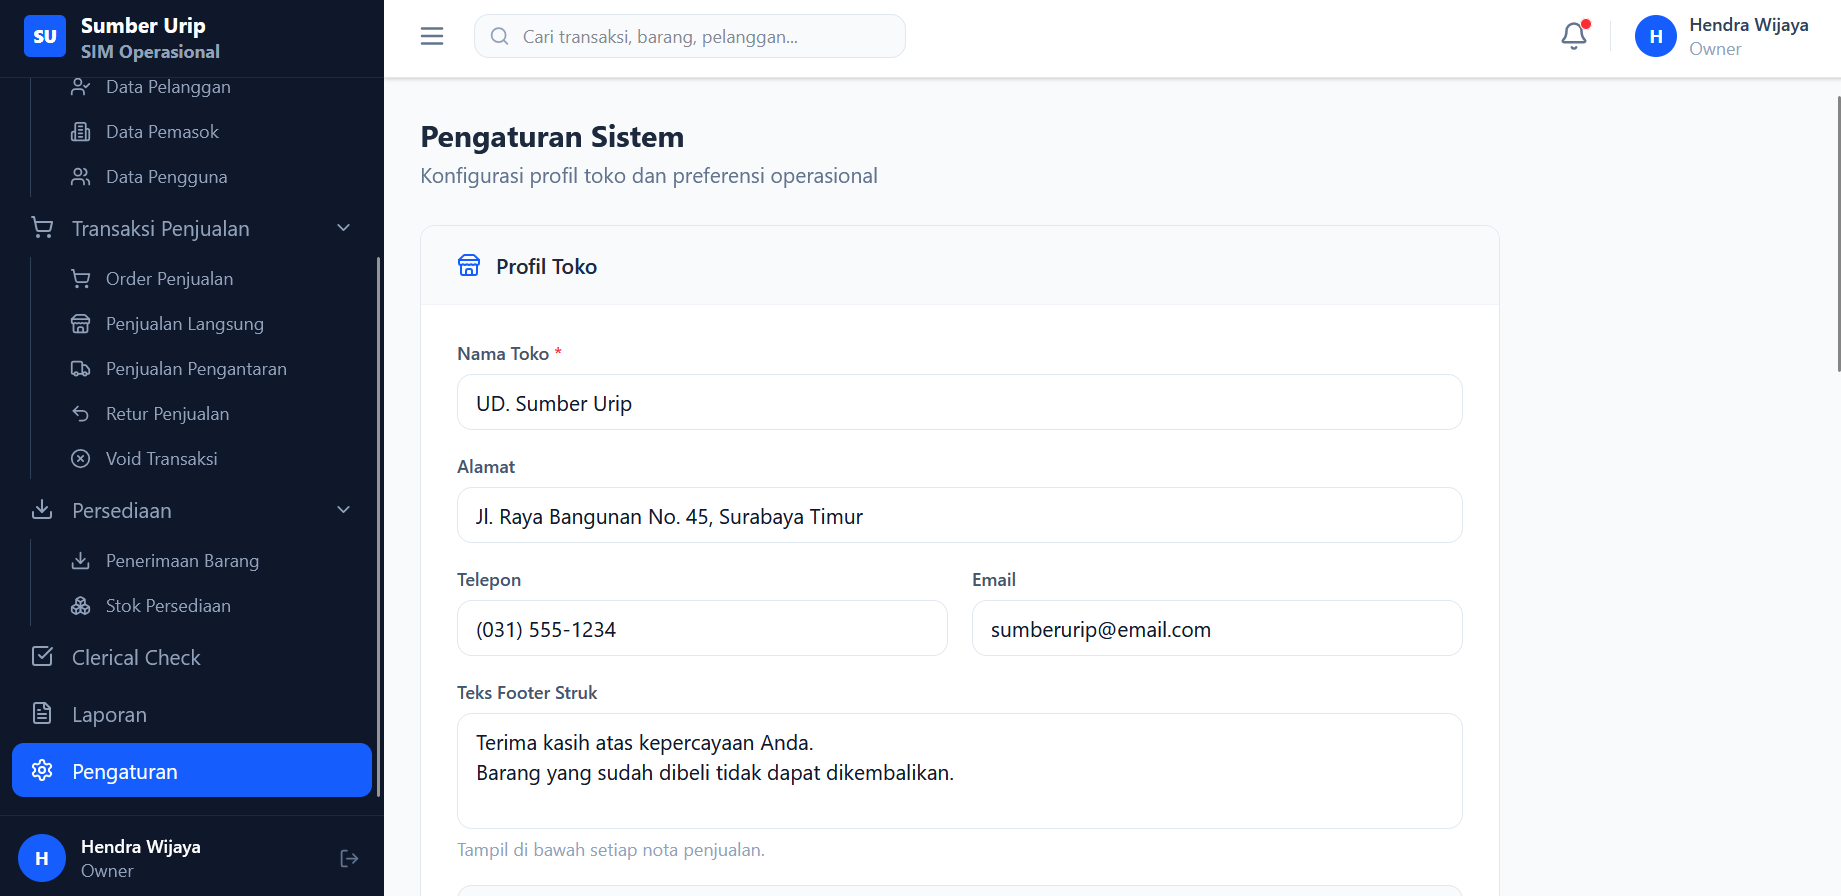 SU
Sumber Urip
SIM Operasional
Data Pelanggan
Data Pemasok
Data Pengguna
Transaksi Penjualan
Order Penjualan
Penjualan Langsung
Penjualan Pengantaran
Retur Penjualan
Void Transaksi
Persediaan
Penerimaan Barang
Stok Persediaan
Clerical Check
Laporan
Pengaturan
H
Hendra Wijaya
Owner
Cari transaksi, barang, pelanggan...
H
Hendra Wijaya
Owner
Pengaturan Sistem
Konfigurasi profil toko dan preferensi operasional
Profil Toko
Nama Toko *
UD. Sumber Urip
Alamat
Jl. Raya Bangunan No. 45, Surabaya Timur
Telepon
(031) 555-1234
Email
sumberurip@email.com
Teks Footer Struk
Terima kasih atas kepercayaan Anda.
Barang yang sudah dibeli tidak dapat dikembalikan.
Tampil di bawah setiap nota penjualan.